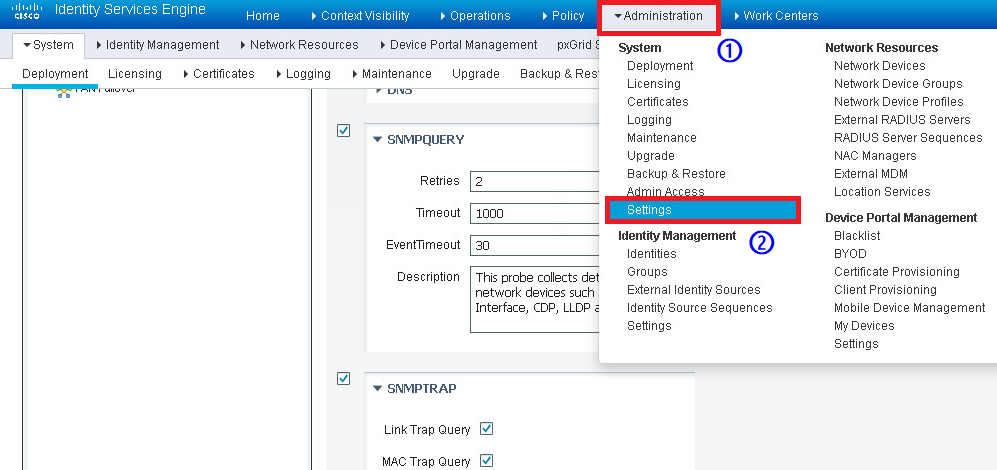 cisco Identity Services Engine Home Context Visibility Operations Policy Administration Work Centers
System Identity Management Network Resources Device Portal Management pxGrid S
Deployment Licensing Certificates Logging Maintenance Upgrade Backup & Rest
PAN Failover
DNS
SNMPQUERY
Retries 2
Timeout 1000
EventTimeout 30
Description This probe collects det
network devices such
Interface, CDP, LLDP a
SNMPTRAP
Link Trap Query
MAC Trap Query
1
System
Deployment
Licensing
Certificates
Logging
Maintenance
Upgrade
Backup & Restore
Admin Access
Settings
2
Identity Management
Identities
Groups
External Identity Sources
Identity Source Sequences
Settings
Network Resources
Network Devices
Network Device Groups
Network Device Profiles
External RADIUS Servers
RADIUS Server Sequences
NAC Managers
External MDM
Location Services
Device Portal Management
Blacklist
BYOD
Certificate Provisioning
Client Provisioning
Mobile Device Management
My Devices
Settings